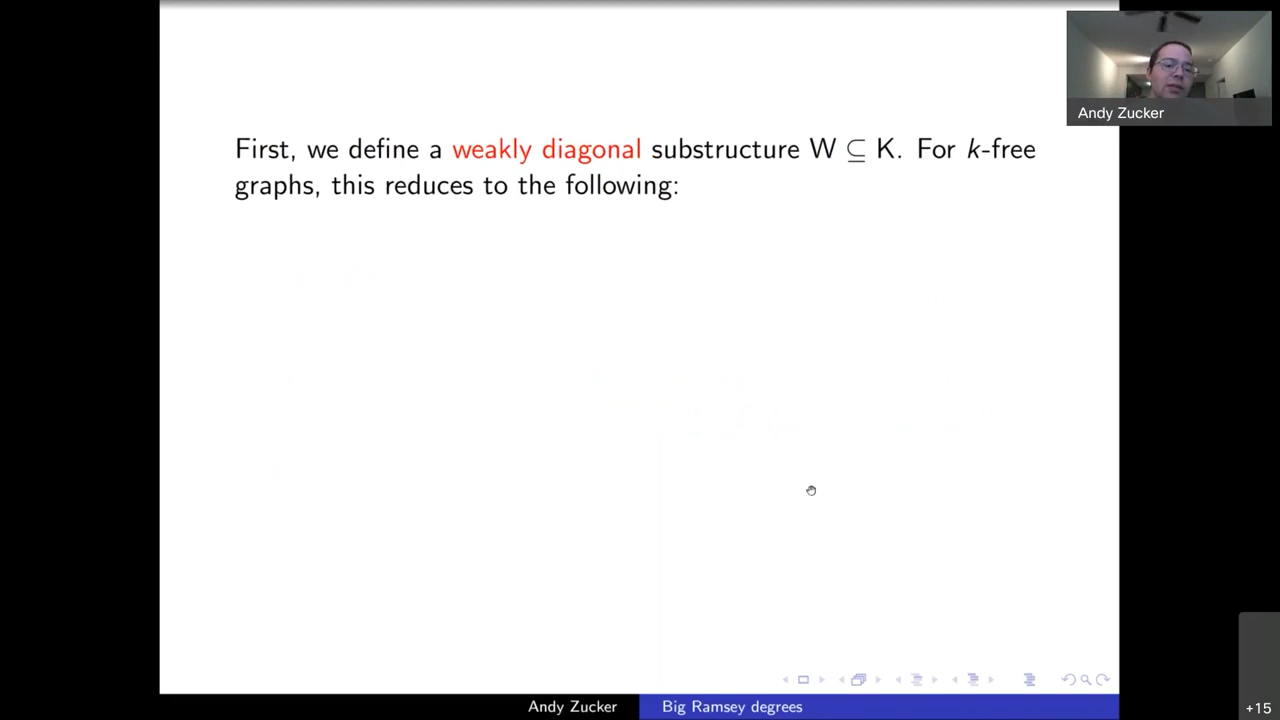 Andy Zucker
First, we define a weakly diagonal substructure W ⊆ K. For k-free
graphs, this reduces to the following:
Andy Zucker
Big Ramsey degrees
+15